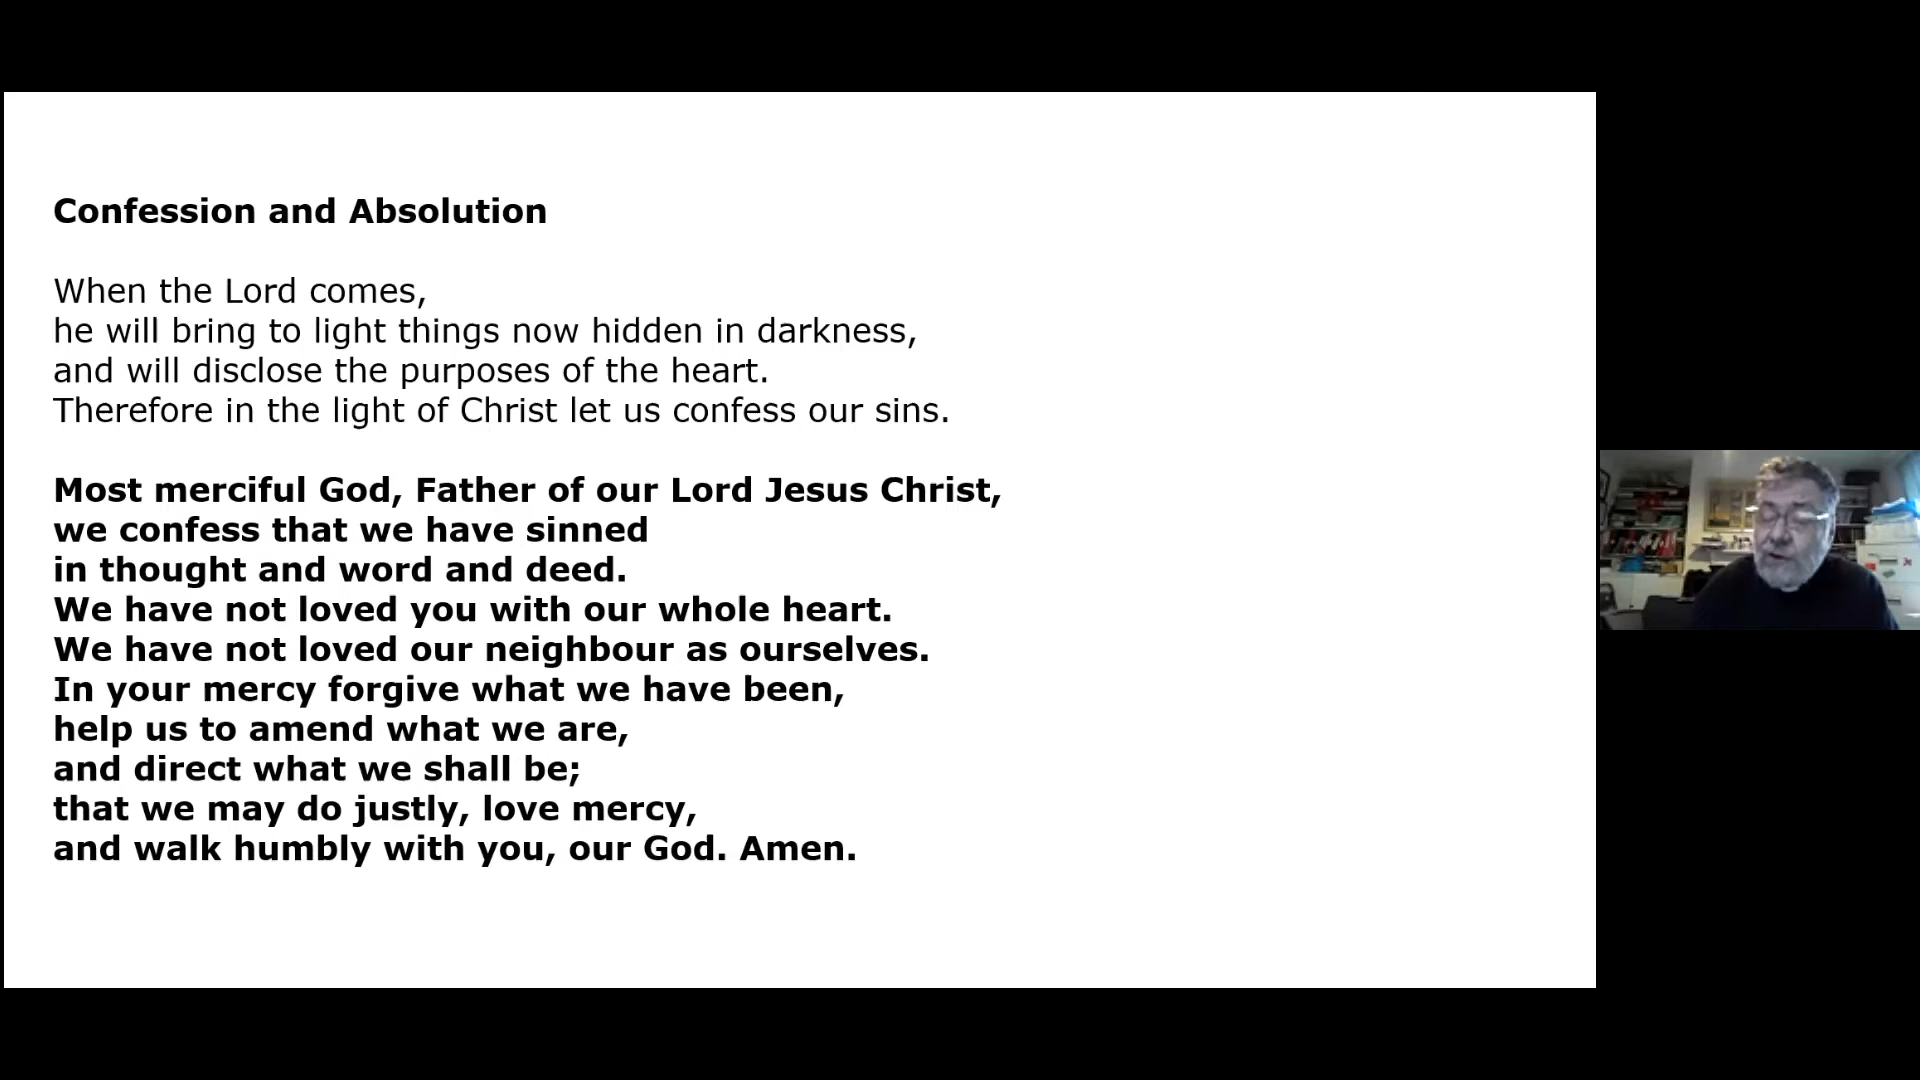 Confession and Absolution
When the Lord comes,
he will bring to light things now hidden in darkness,
and will disclose the purposes of the heart.
Therefore in the light of Christ let us confess our sins.
Most merciful God, Father of our Lord Jesus Christ,
we confess that we have sinned
in thought and word and deed.
We have not loved you with our whole heart.
We have not loved our neighbour as ourselves.
In your mercy forgive what we have been,
help us to amend what we are,
and direct what we shall be;
that we may do justly, love mercy,
and walk humbly with you, our God. Amen.